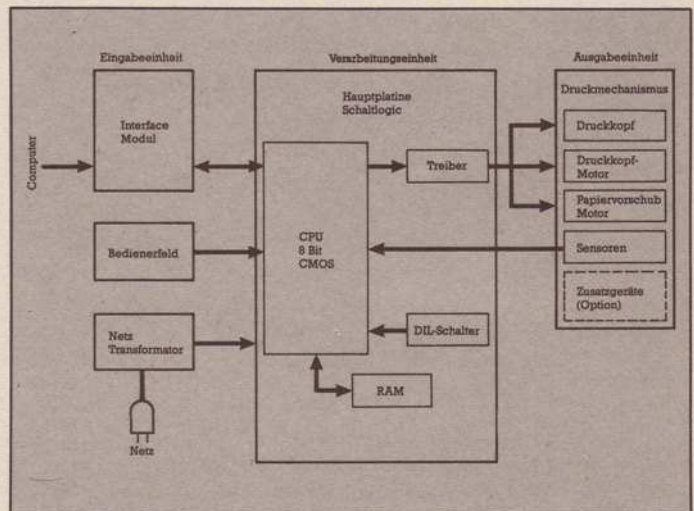 Eingabeeinheit
Verarbeitungseinheit
Ausgabeeinheit
Computer
Interface
Modul
Bedienerfeld
Netz
Transformator
Netz
Hauptplatine
Schaltlogic
CPU
8 Bit
CMOS
Treiber
DIL-Schalter
RAM
Druckmechanismus
Druckkopf
Druckkopf-
Motor
Papiervorschub
Motor
Sensoren
Zusatzgeräte
(Option)